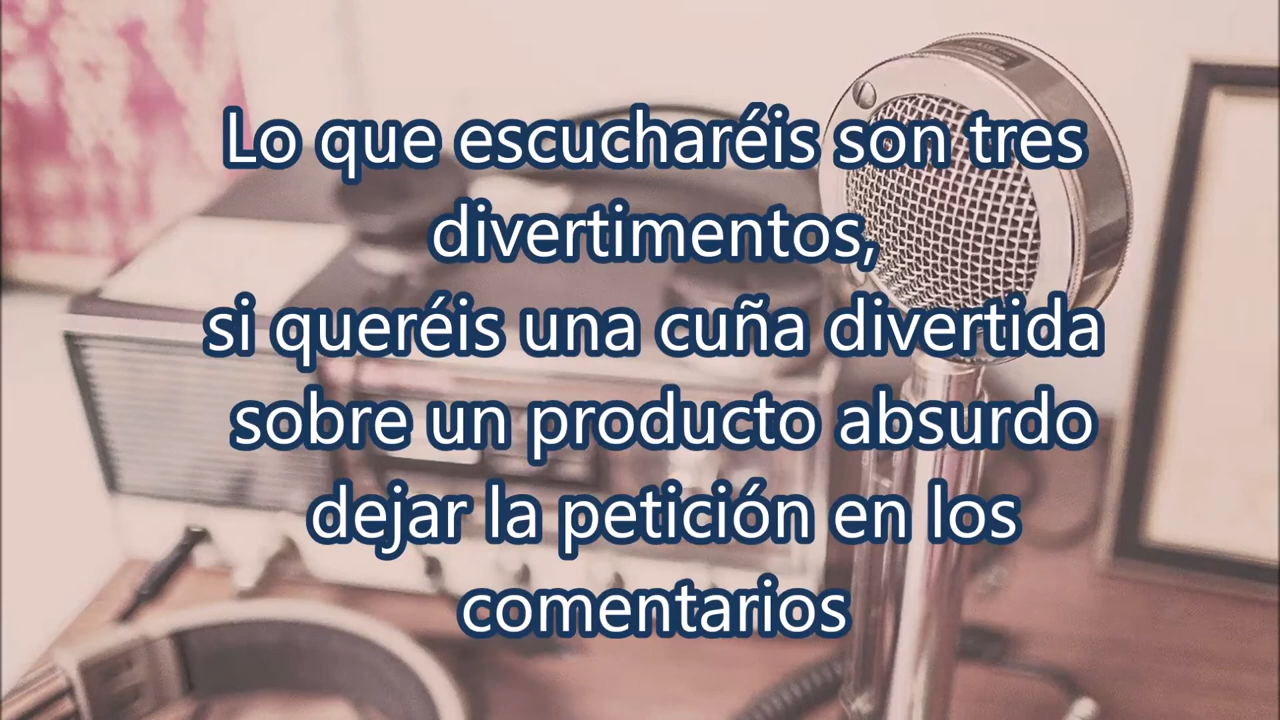 Lo que escucharéis son tres
divertimentos,
si queréis una cuña divertida
sobre un producto absurdo
dejar la petición en los
comentarios